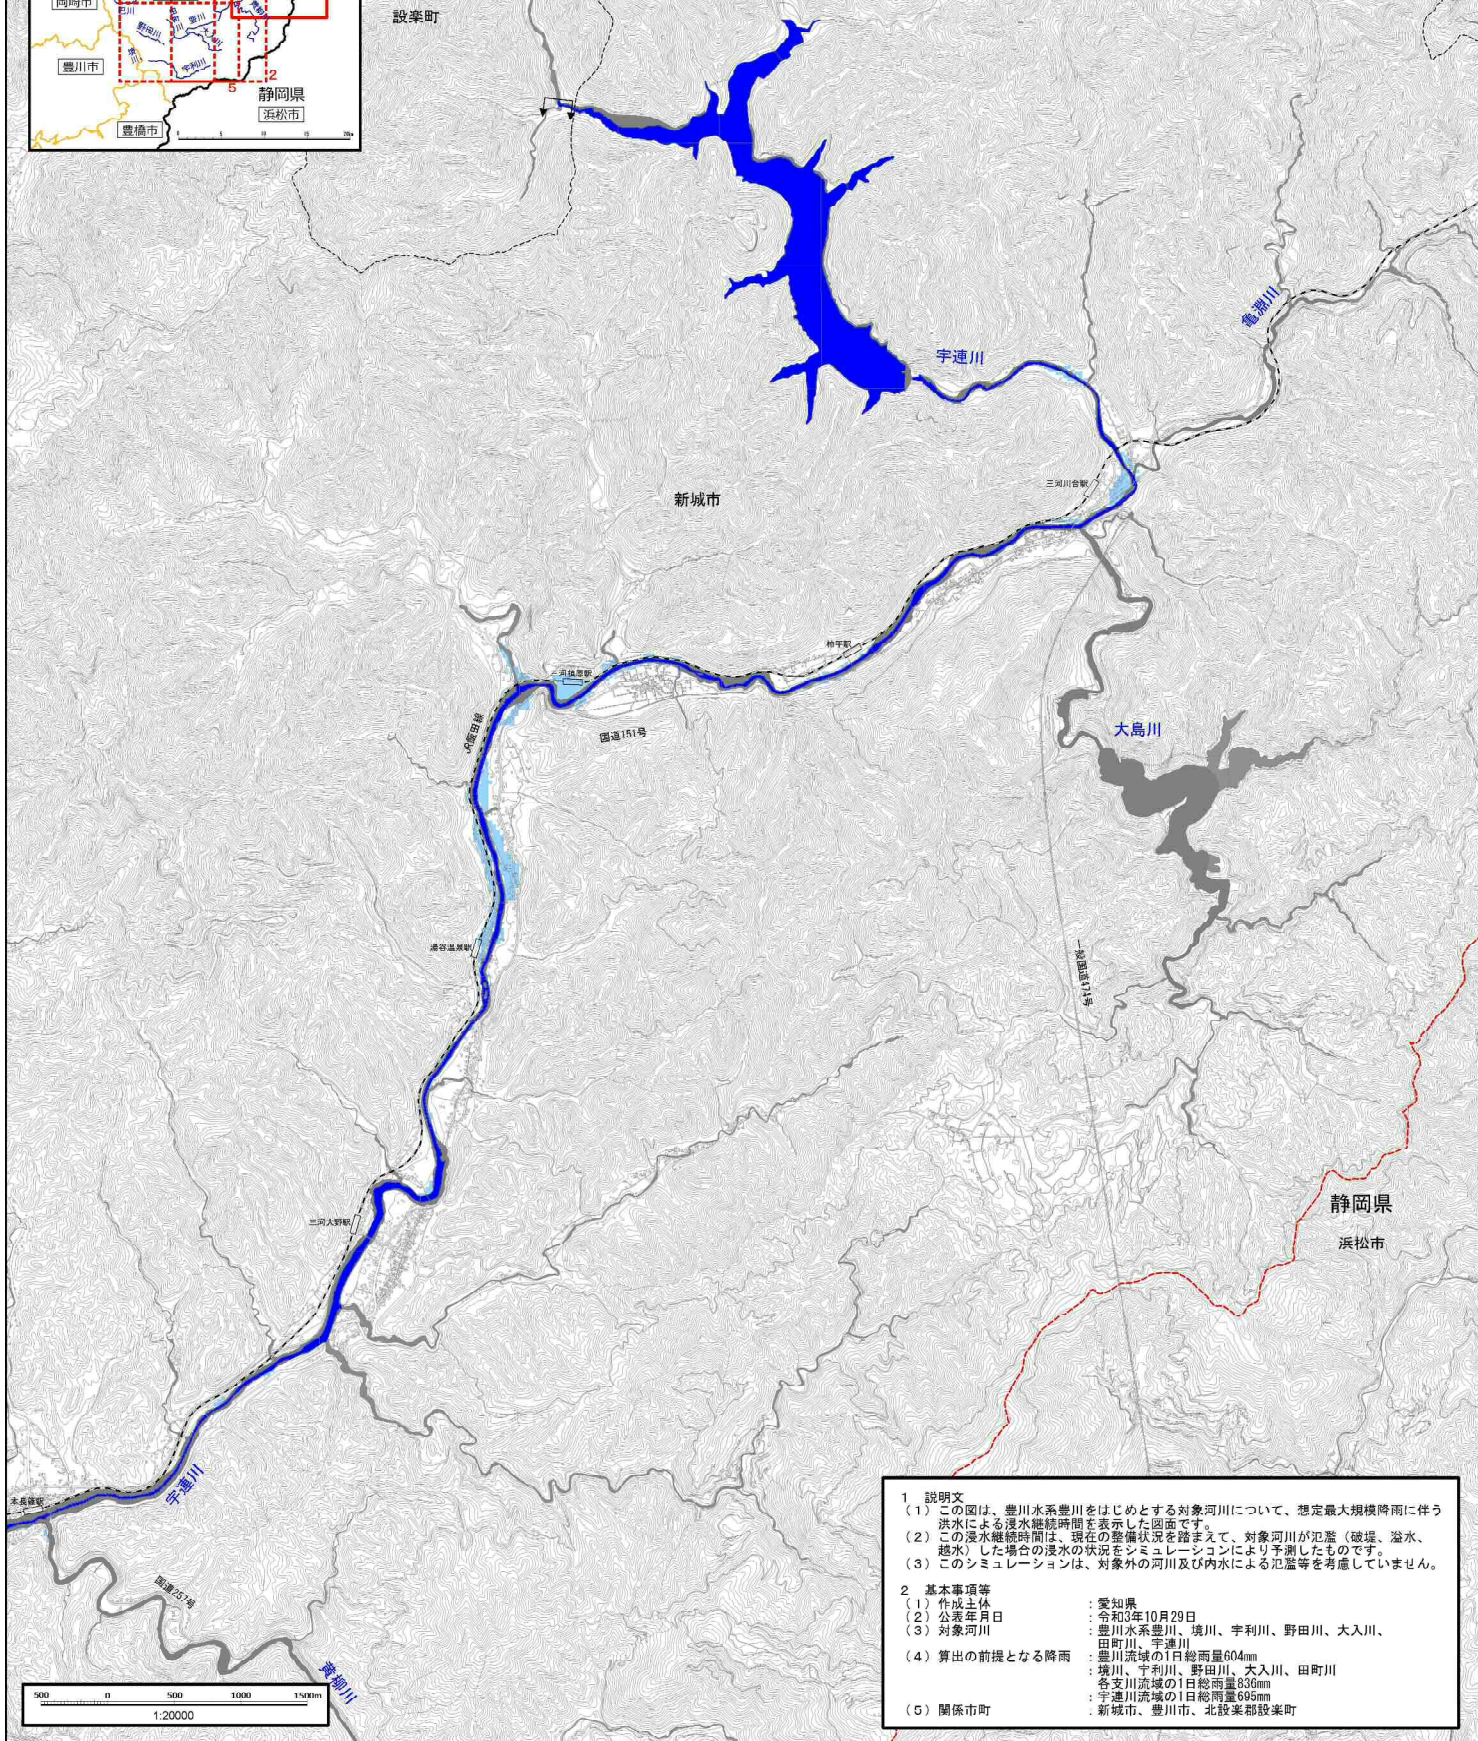 岡崎市
設楽町
野田川
豊川
豊川市
宇利川
2
5
静岡県
浜松市
豊橋市
0 5 10 15 20km
亀淵川
宇連川
三河川合駅
新城市
柿平駅
三河槙原駅
JR飯田線
国道151号
大島川
湯谷温泉駅
一般国道474号
静岡県
浜松市
三河大野駅
宇連川
本長篠駅
国道257号
黄柳川
500 0 500 1000 1500m
1:20000
1 説明文
(1) この図は、豊川水系豊川をはじめとする対象河川について、想定最大規模降雨に伴う
洪水による浸水継続時間を表示した図面です。
(2) この浸水継続時間は、現在の整備状況を踏まえて、対象河川が氾濫(破堤、溢水、
越水)した場合の浸水の状況をシミュレーションにより予測したものです。
(3) このシミュレーションは、対象外の河川及び内水による氾濫等を考慮していません。
2 基本事項等
(1) 作成主体 : 愛知県
(2) 公表年月日 : 令和3年10月29日
(3) 対象河川 : 豊川水系豊川、境川、宇利川、野田川、大入川、
田町川、宇連川
(4) 算出の前提となる降雨 : 豊川流域の1日総雨量604mm
: 境川、宇利川、野田川、大入川、田町川
各支川流域の1日総雨量836mm
: 宇連川流域の1日総雨量695mm
(5) 関係市町 : 新城市、豊川市、北設楽郡設楽町